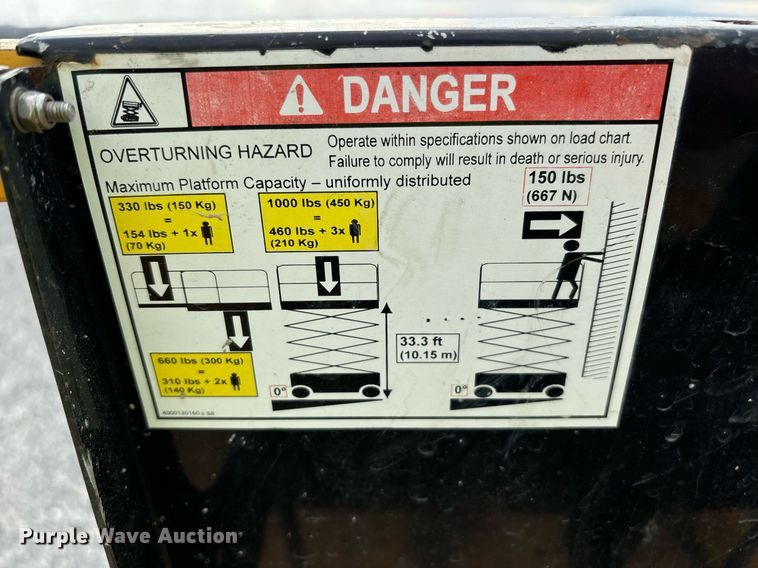 DANGER
OVERTURNING HAZARD
Operate within specifications shown on load chart.
Failure to comply will result in death or serious injury.
Maximum Platform Capacity – uniformly distributed
330 lbs (150 Kg)
=
154 lbs + 1x
(70 Kg)
1000 lbs (450 Kg)
=
460 lbs + 3x
(210 Kg)
150 lbs
(667 N)
33.3 ft
(10.15 m)
660 lbs (300 Kg)
=
310 lbs + 2x
(140 Kg)
0°
0°
Purple Wave Auction